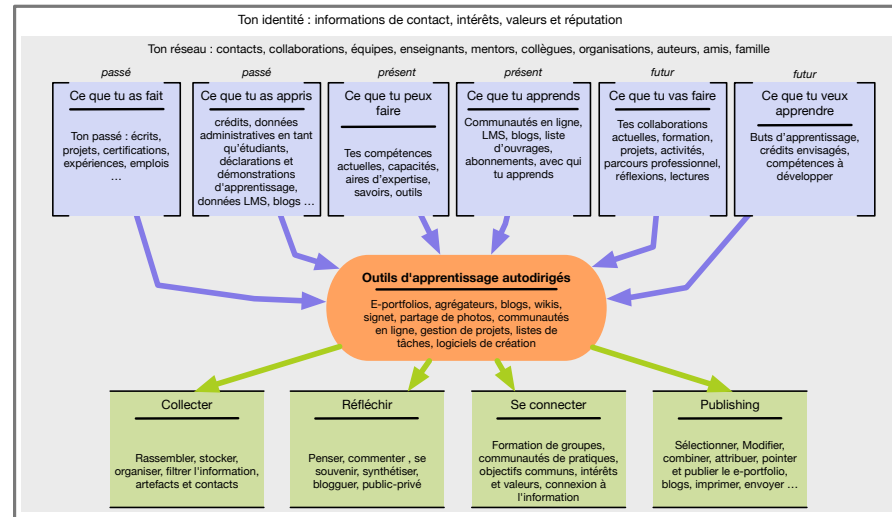 Ton identité : informations de contact, intérêts, valeurs et réputation
Ton réseau : contacts, collaborations, équipes, enseignants, mentors, collègues, organisations, auteurs, amis, famille
passé
Ce que tu as fait
Ton passé : écrits,
projets, certifications,
expériences, emplois
…
passé
Ce que tu as appris
crédits, données
administratives en tant
qu'étudiants,
déclarations et
démonstrations
d'apprentissage,
données LMS, blogs …
présent
Ce que tu peux
faire
Tes compétences
actuelles, capacités,
aires d'expertise,
savoirs, outils
présent
Ce que tu apprends
Communautés en ligne,
LMS, blogs, liste
d'ouvrages,
abonnements, avec qui
tu apprends
futur
Ce que tu vas faire
Tes collaborations
actuelles, formation,
projets, activités,
parcours professionnel,
réflexions, lectures
futur
Ce que tu veux
apprendre
Buts d'apprentissage,
crédits envisagés,
compétences à
développer
Outils d'apprentissage autodirigés
E-portfolios, agrégateurs, blogs, wikis,
signet, partage de photos, communautés
en ligne, gestion de projets, listes de
tâches, logiciels de création
Collecter
Rassembler, stocker,
organiser, filtrer l'information,
artefacts et contacts
Réfléchir
Penser, commenter , se
souvenir, synthétiser,
blogguer, public-privé
Se connecter
Formation de groupes,
communautés de pratiques,
objectifs communs, intérêts
et valeurs, connexion à
l'information
Publishing
Sélectionner, Modifier,
combiner, attribuer, pointer
et publier le e-portfolio,
blogs, imprimer, envoyer …